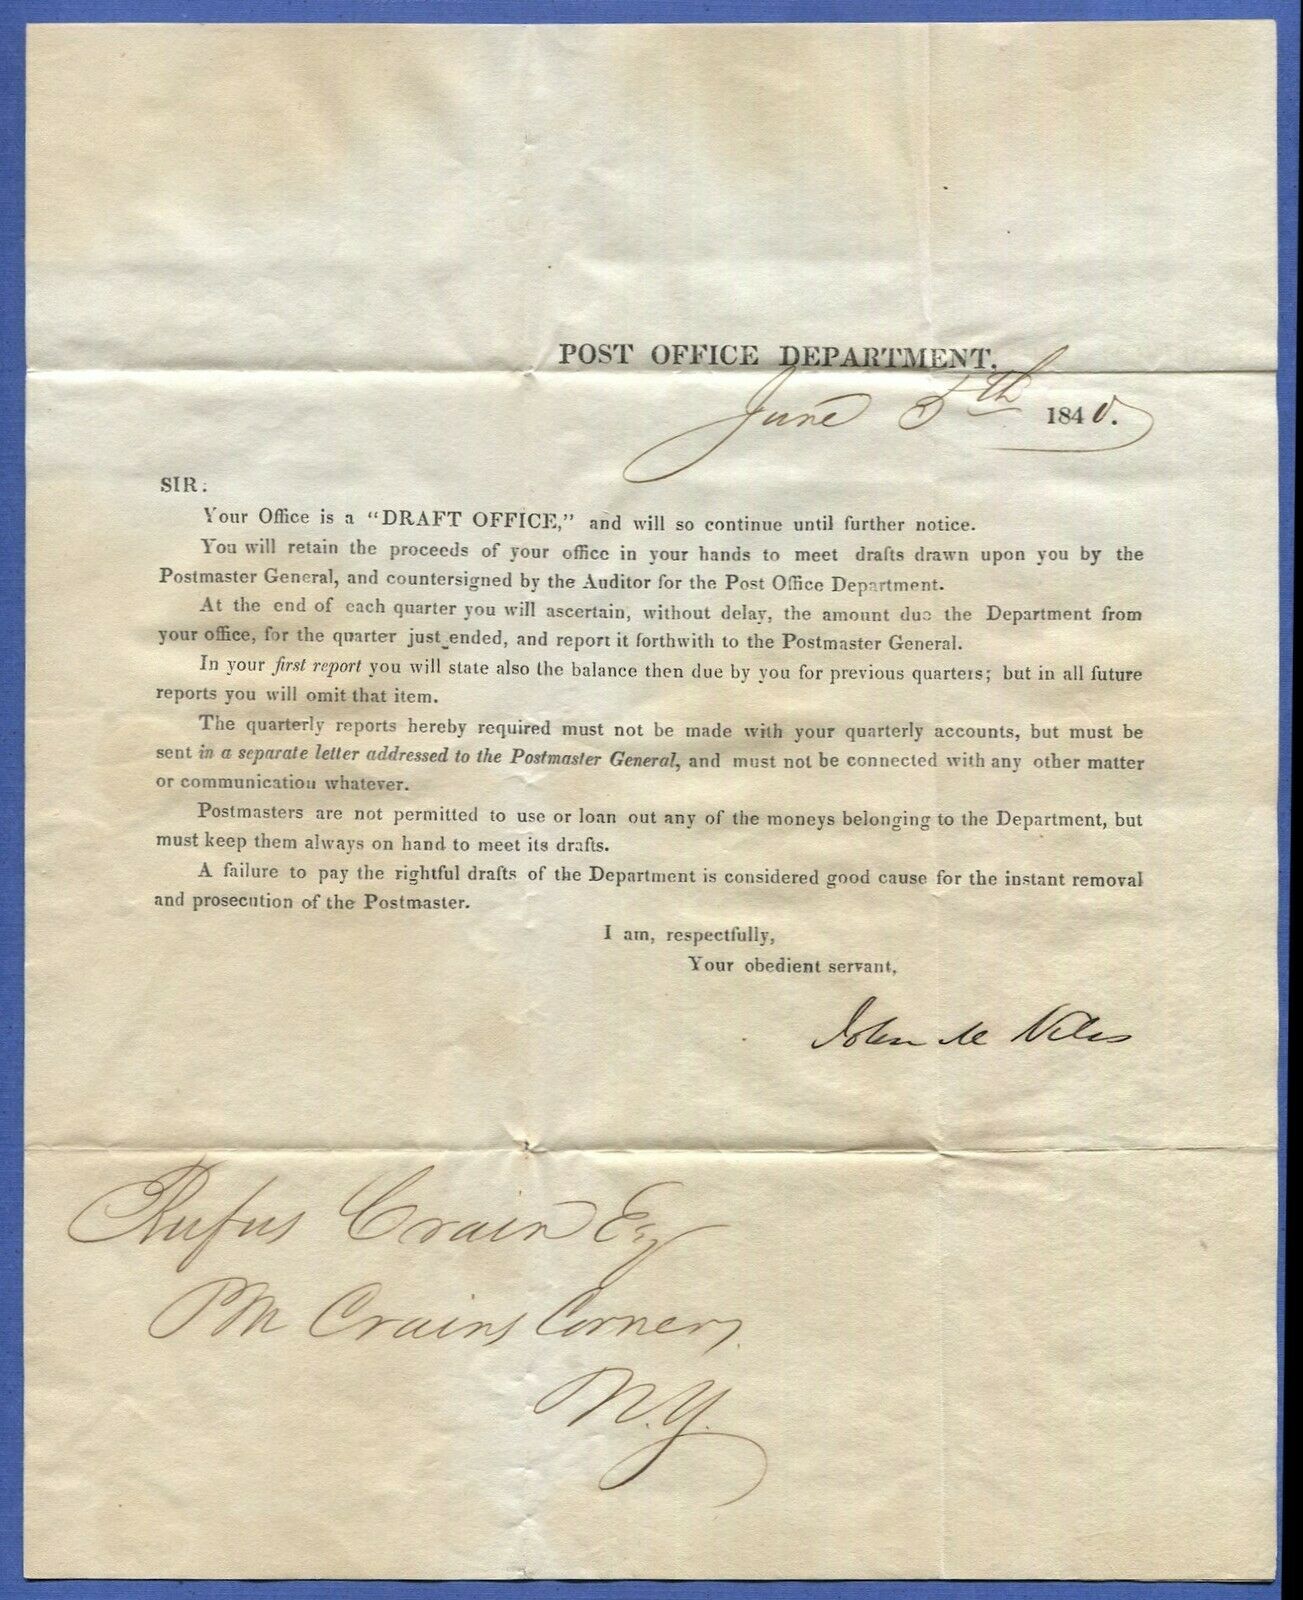 POST OFFICE DEPARTMENT.
June 5th 1840.
SIR:
Your Office is a "DRAFT OFFICE," and will so continue until further notice.
You will retain the proceeds of your office in your hands to meet drafts drawn upon you by the
Postmaster General, and countersigned by the Auditor for the Post Office Department.
At the end of each quarter you will ascertain, without delay, the amount due the Department from
your office, for the quarter just ended, and report it forthwith to the Postmaster General.
In your first report you will state also the balance then due by you for previous quarters; but in all future
reports you will omit that item.
The quarterly reports hereby required must not be made with your quarterly accounts, but must be
sent in a separate letter addressed to the Postmaster General, and must not be connected with any other matter
or communication whatever.
Postmasters are not permitted to use or loan out any of the moneys belonging to the Department, but
must keep them always on hand to meet its drafts.
A failure to pay the rightful drafts of the Department is considered good cause for the instant removal
and prosecution of the Postmaster.
I am, respectfully,
Your obedient servant,
John M Niles
Rufus Crain Esq
PM Crains Corners
N.Y.